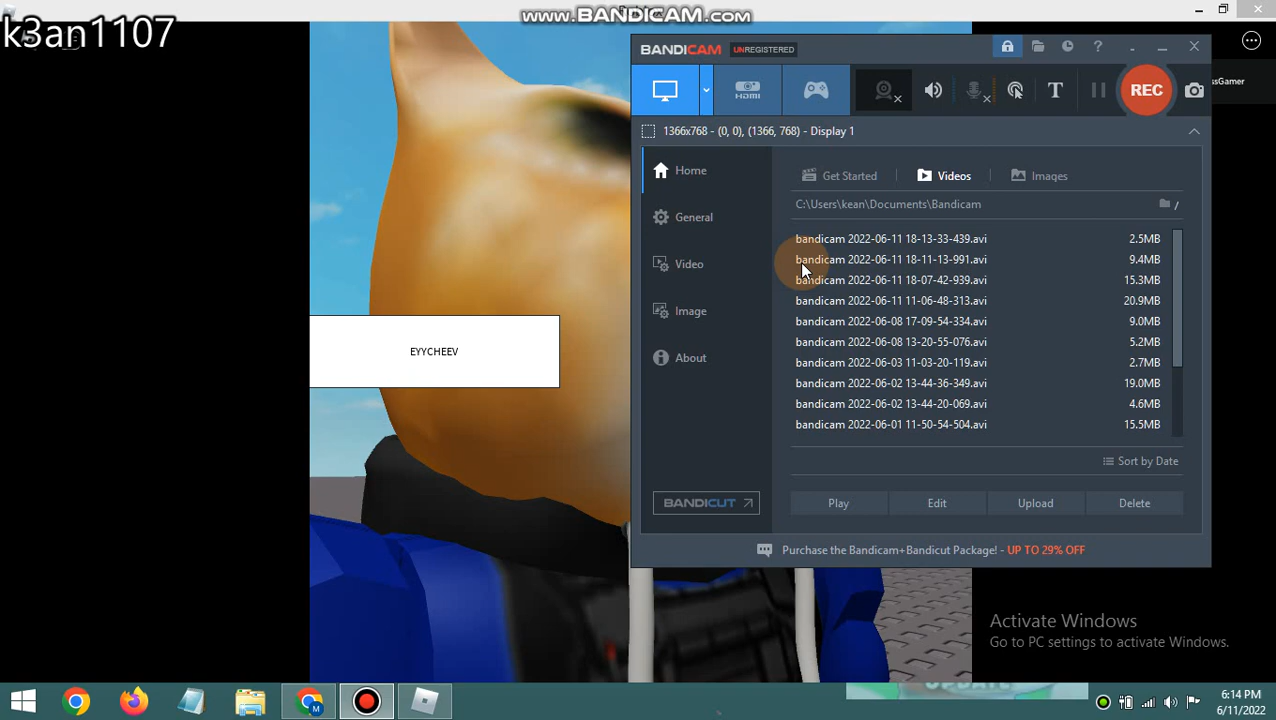 www.BANDICAM.com
k3an1107
BANDICAM UNREGISTERED
HDMI
T
REC
ssGamer
1366x768 - (0, 0), (1366, 768) - Display 1
Home
General
Video
Image
About
BANDICUT
Get Started
Videos
Images
C:\Users\kean\Documents\Bandicam
/
bandicam 2022-06-11 18-13-33-439.avi 2.5MB
bandicam 2022-06-11 18-11-13-991.avi 9.4MB
bandicam 2022-06-11 18-07-42-939.avi 15.3MB
bandicam 2022-06-11 11-06-48-313.avi 20.9MB
bandicam 2022-06-08 17-09-54-334.avi 9.0MB
bandicam 2022-06-08 13-20-55-076.avi 5.2MB
bandicam 2022-06-03 11-03-20-119.avi 2.7MB
bandicam 2022-06-02 13-44-36-349.avi 19.0MB
bandicam 2022-06-02 13-44-20-069.avi 4.6MB
bandicam 2022-06-01 11-50-54-504.avi 15.5MB
Sort by Date
Play Edit Upload Delete
Purchase the Bandicam+Bandicut Package! - UP TO 29% OFF
EYYCHEEV
Activate Windows
Go to PC settings to activate Windows.
UPDATE
M
6:14 PM
6/11/2022